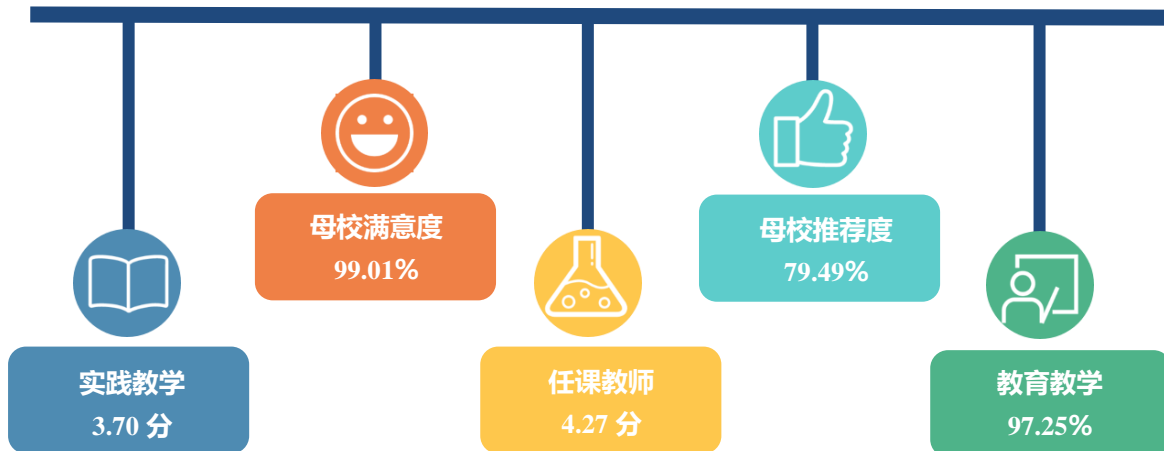 母校满意度
99.01%
母校推荐度
79.49%
实践教学
3.70 分
任课教师
4.27 分
教育教学
97.25%